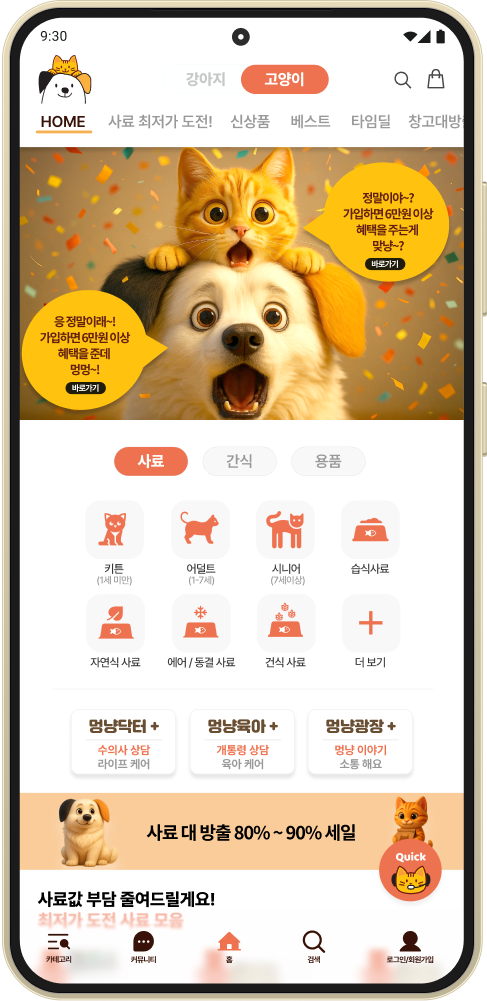 9:30
강아지 고양이
HOME 사료 최저가 도전! 신상품 베스트 타임딜 창고대방
정말이야~?
가입하면 6만원 이상
혜택을 주는게
맞냥~?
바로가기
응 정말이래~!
가입하면 6만원 이상
혜택을 준데
멍멍~!
바로가기
사료 간식 용품
키튼 어덜트 시니어 습식사료
(1세 미만) (1-7세) (7세이상)
자연식 사료 에어 / 동결 사료 건식 사료 더 보기
멍냥닥터 + 멍냥육아 + 멍냥광장 +
수의사 상담 개통령 상담 멍냥 이야기
라이프 케어 육아 케어 소통 해요
사료 대 방출 80% ~ 90% 세일
Quick
사료값 부담 줄여드릴게요!
최저가 도전 사료 모음
카테고리 커뮤니티 홈 검색 로그인/회원가입